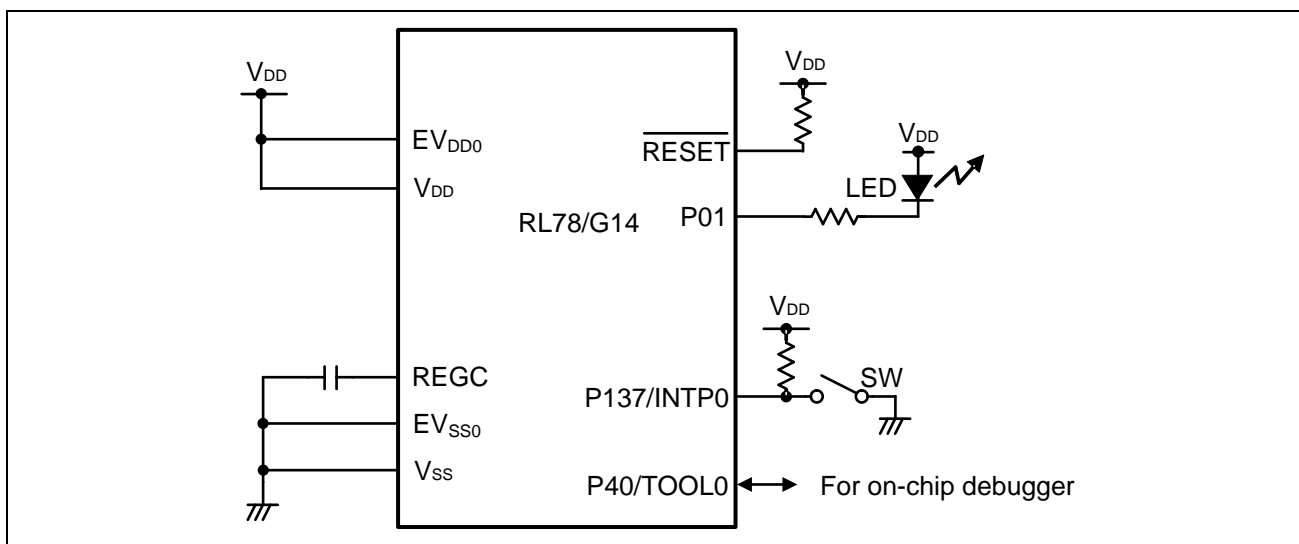 VDD
VDD
EVDD0
RESET
VDD
VDD
LED
RL78/G14
P01
VDD
REGC
P137/INTP0
SW
EVSS0
VSS
P40/TOOL0
For on-chip debugger